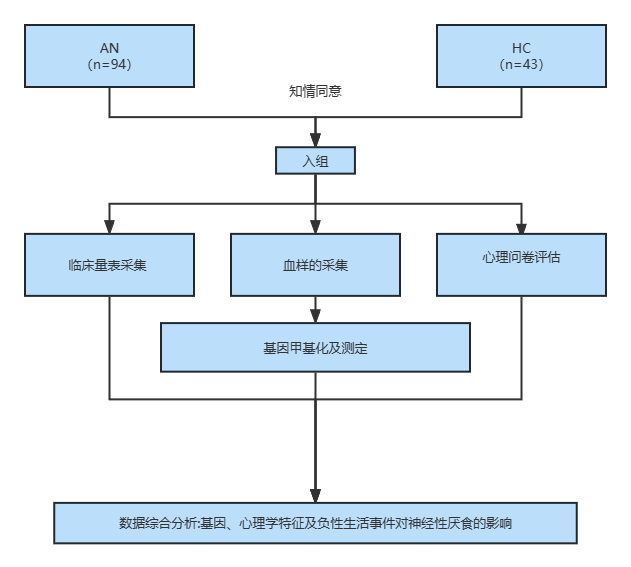 AN
（n=94）
HC
（n=43）
知情同意
入组
临床量表采集
血样的采集
心理问卷评估
基因甲基化及测定
数据综合分析:基因、心理学特征及负性生活事件对神经性厌食的影响